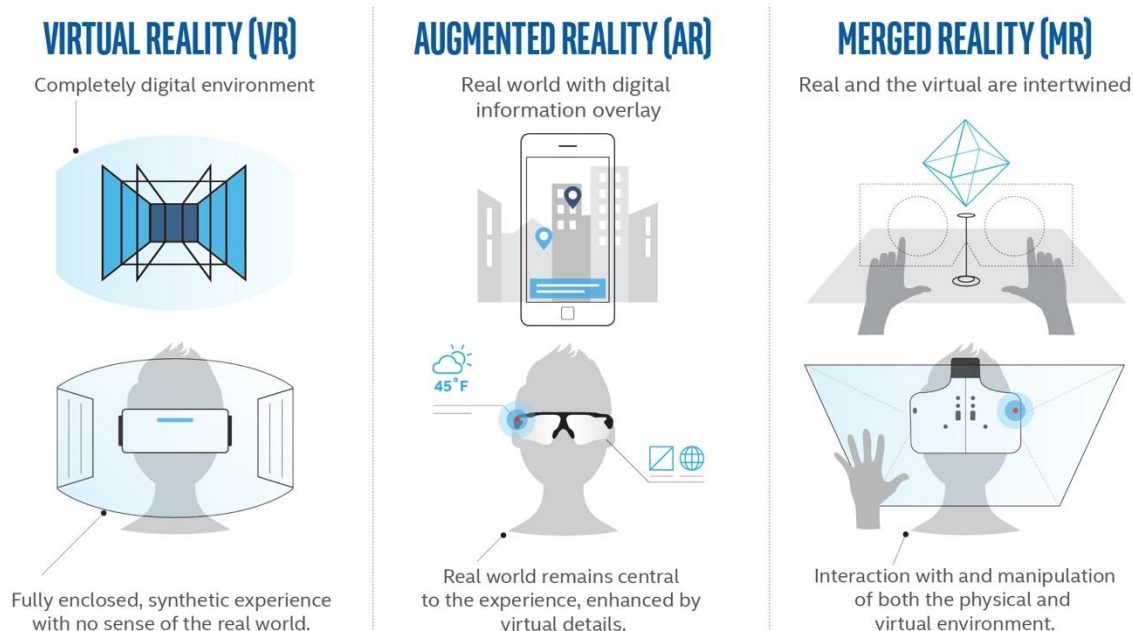 VIRTUAL REALITY (VR)
Completely digital environment
Fully enclosed, synthetic experience
with no sense of the real world.
AUGMENTED REALITY (AR)
Real world with digital
information overlay
45°F
Real world remains central
to the experience, enhanced by
virtual details.
MERGED REALITY (MR)
Real and the virtual are intertwined
Interaction with and manipulation
of both the physical and
virtual environment.